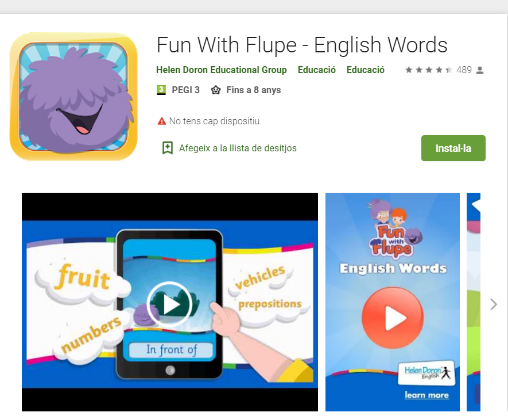 Fun With Flupe - English Words
Helen Doron Educational Group Educació Educació 489
3 PEGI 3 Fins a 8 anys
No tens cap dispositiu.
Afegeix a la llista de desitjos
Instal·la
fruit
vehicles
prepositions
numbers
In front of
Fun
with
Flupe
English Words
Helen Doron
English
learn more